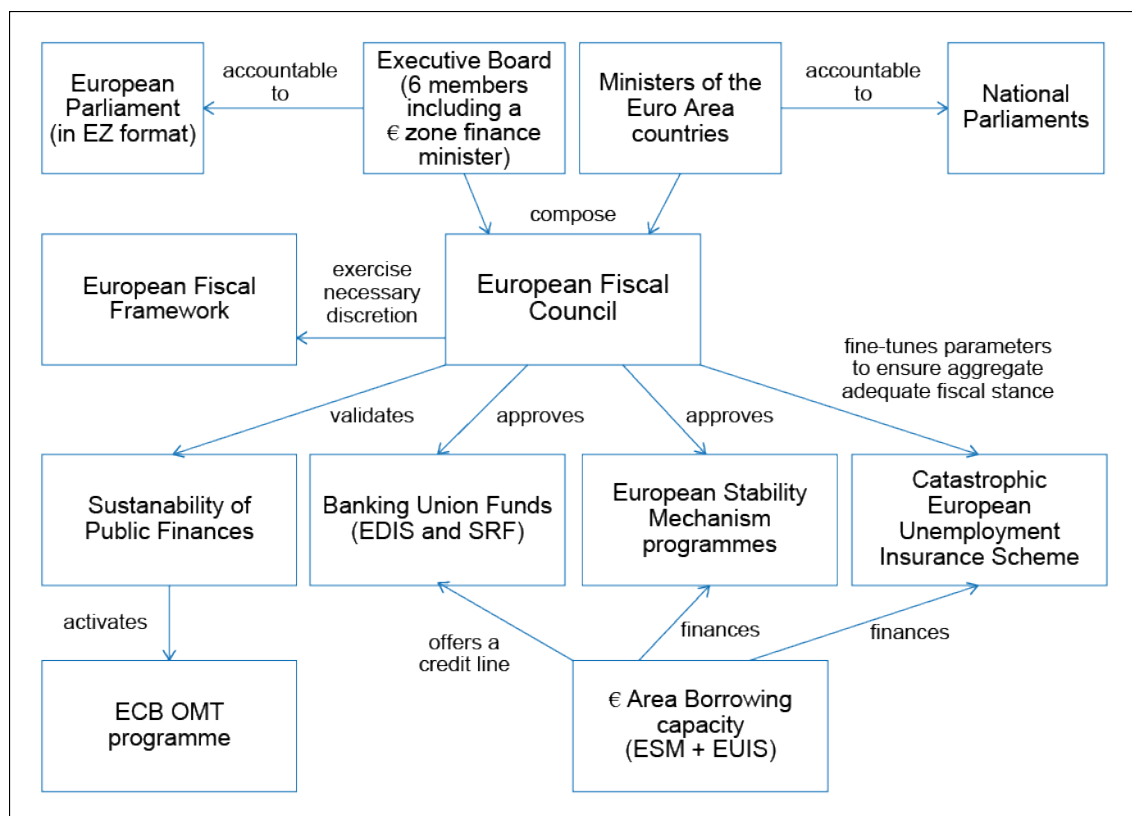 European
Parliament
(in EZ format)
accountable
to
Executive Board
(6 members
including a
€ zone finance
minister)
Ministers of the
Euro Area
countries
accountable
to
National
Parliaments
compose
European Fiscal
Framework
exercise
necessary
discretion
European Fiscal
Council
fine-tunes parameters
to ensure aggregate
adequate fiscal stance
validates
approves
approves
Sustanability of
Public Finances
Banking Union Funds
(EDIS and SRF)
European Stability
Mechanism
programmes
Catastrophic
European
Unemployment
Insurance Scheme
activates
offers a
credit line
finances
finances
ECB OMT
programme
€ Area Borrowing
capacity
(ESM + EUIS)